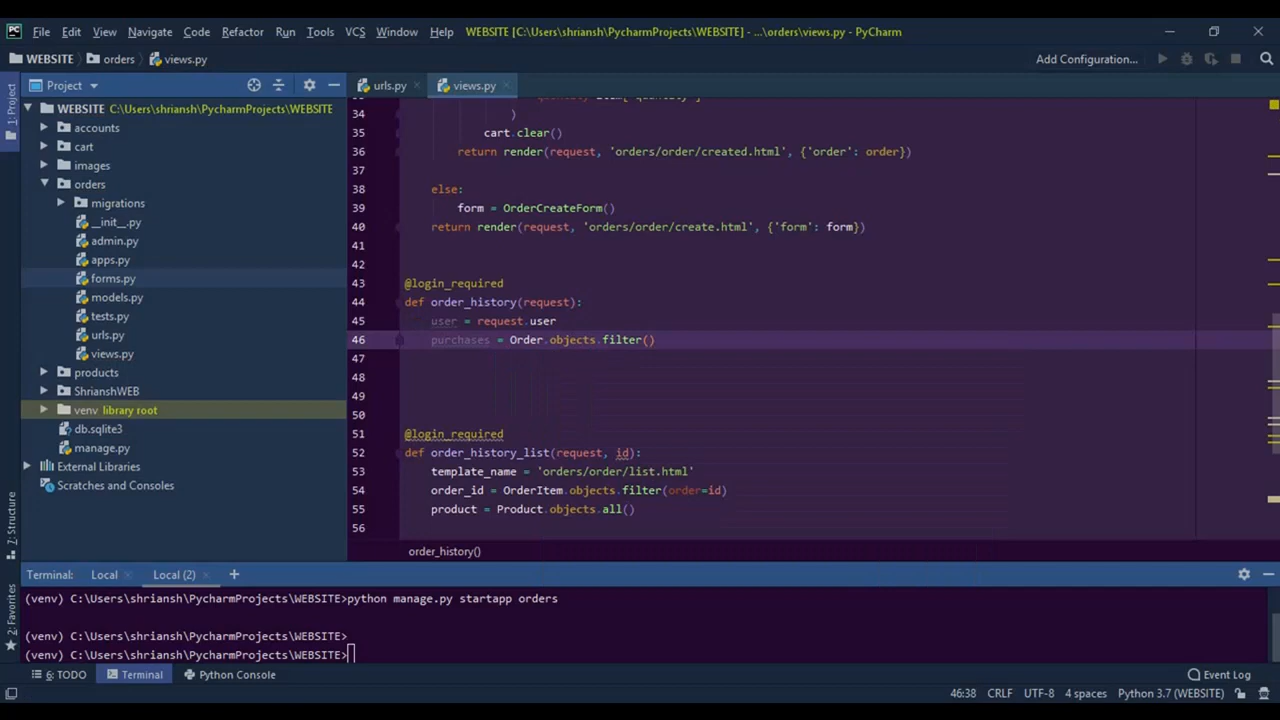 PC File Edit View Navigate Code Refactor Run Tools VCS Window Help WEBSITE [C:\Users\shriansh\PycharmProjects\WEBSITE] - ...\orders\views.py - PyCharm
WEBSITE orders views.py Add Configuration...
Project urls.py views.py
1: Project
WEBSITE C:\Users\shriansh\PycharmProjects\WEBSITE
accounts
cart
images
orders
migrations
__init__.py
admin.py
apps.py
forms.py
models.py
tests.py
urls.py
views.py
products
ShrianshWEB
venv library root
db.sqlite3
manage.py
External Libraries
Scratches and Consoles
34 )
35 cart.clear()
36 return render(request, 'orders/order/created.html', {'order': order})
37
38 else:
39 form = OrderCreateForm()
40 return render(request, 'orders/order/create.html', {'form': form})
41
42
43 @login_required
44 def order_history(request):
45 user = request.user
46 purchases = Order.objects.filter()
47
48
49
50
51 @login_required
52 def order_history_list(request, id):
53 template_name = 'orders/order/list.html'
54 order_id = OrderItem.objects.filter(order=id)
55 product = Product.objects.all()
56
order_history()
7: Structure
2: Favorites
Terminal: Local Local (2) +
(venv) C:\Users\shriansh\PycharmProjects\WEBSITE>python manage.py startapp orders
(venv) C:\Users\shriansh\PycharmProjects\WEBSITE>
(venv) C:\Users\shriansh\PycharmProjects\WEBSITE>
6: TODO Terminal Python Console Event Log
46:38 CRLF UTF-8 4 spaces Python 3.7 (WEBSITE)